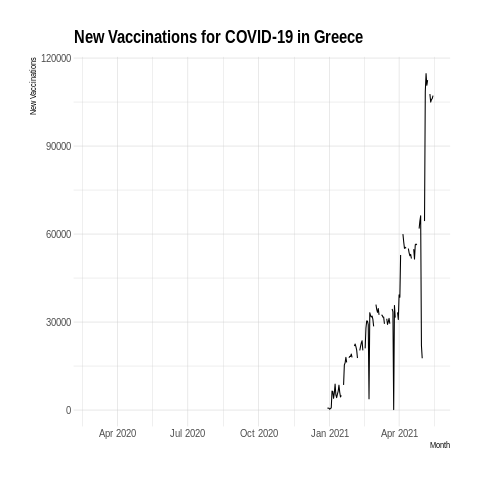 New Vaccinations for COVID-19 in Greece
New Vaccinations
120000
90000
60000
30000
0
Apr 2020 Jul 2020 Oct 2020 Jan 2021 Apr 2021
Month